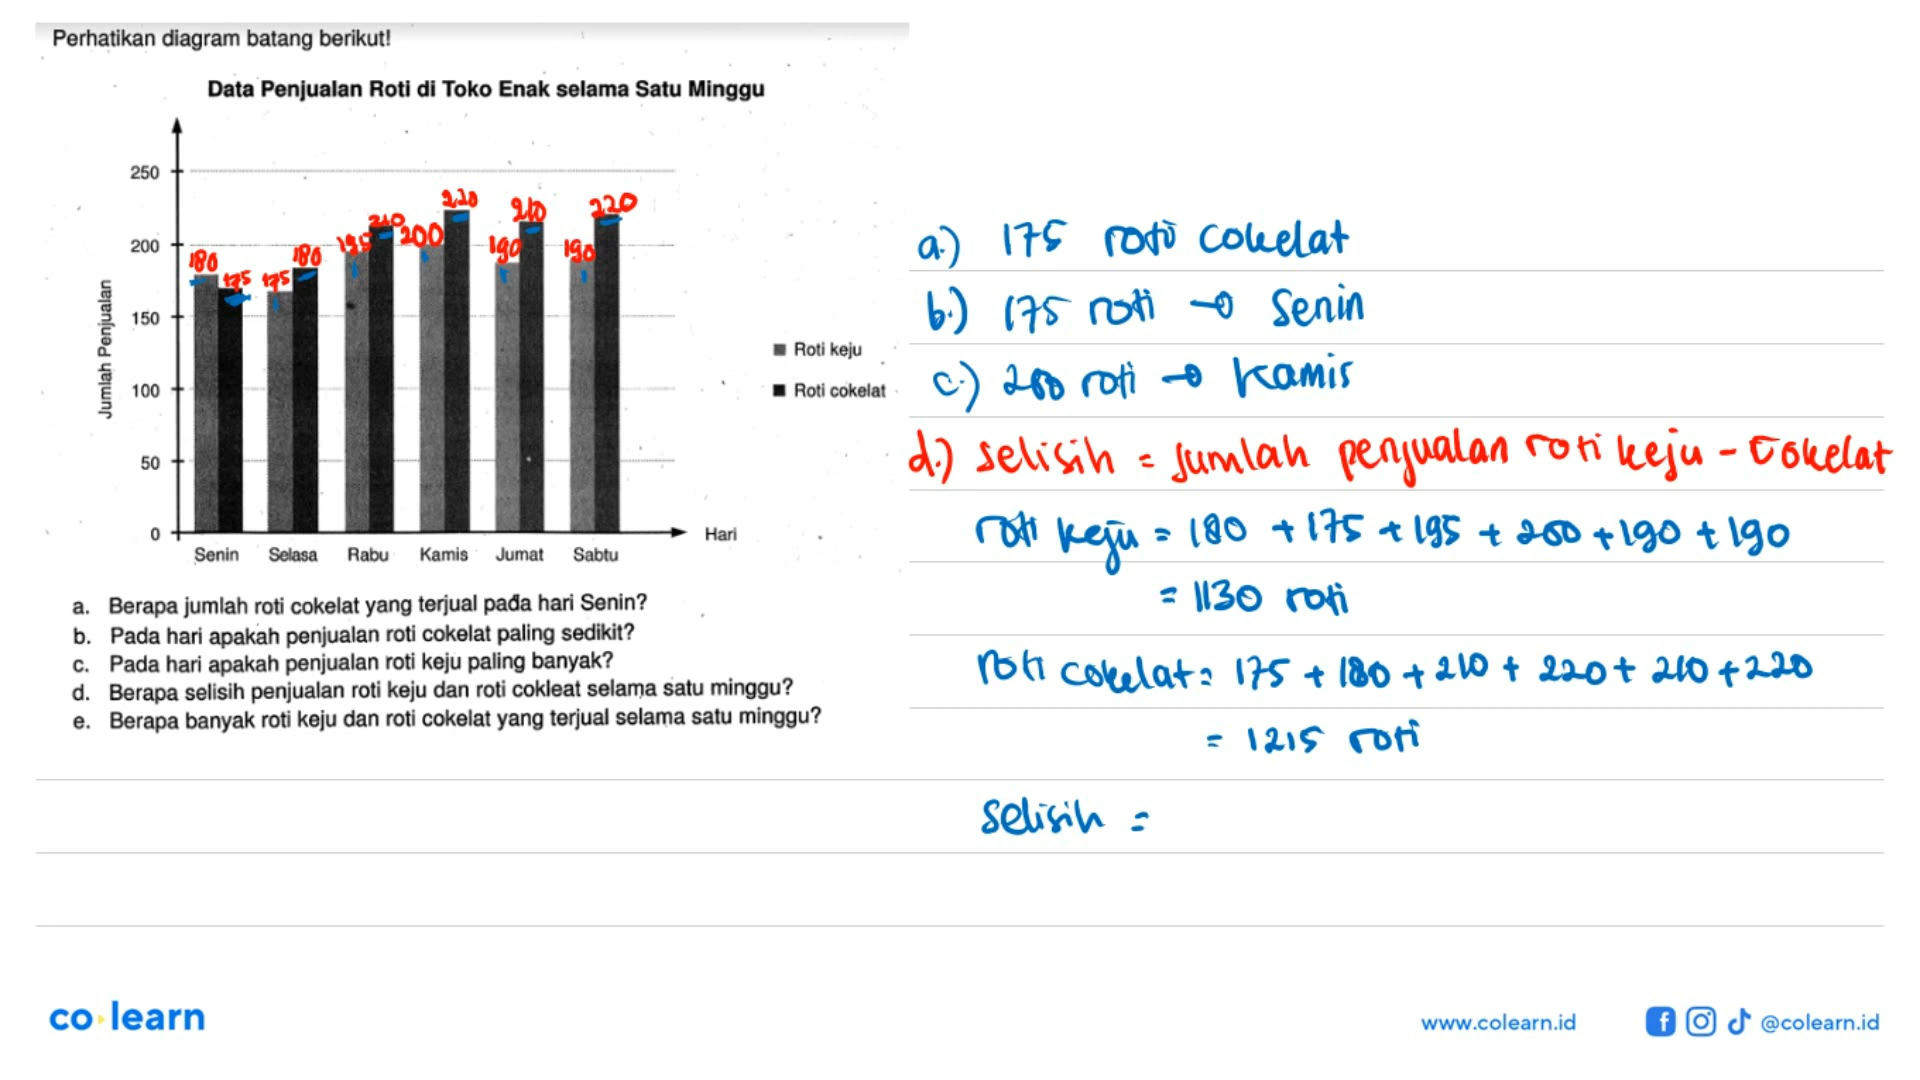 Perhatikan diagram batang berikut!
Data Penjualan Roti di Toko Enak selama Satu Minggu
250
200
150
100
50
0
Jumlah Penjualan
180 175 175 180 195 210 200 220 190 210 190 220
Senin Selasa Rabu Kamis Jumat Sabtu
Hari
Roti keju
Roti cokelat
a. Berapa jumlah roti cokelat yang terjual pada hari Senin?
b. Pada hari apakah penjualan roti cokelat paling sedikit?
c. Pada hari apakah penjualan roti keju paling banyak?
d. Berapa selisih penjualan roti keju dan roti cokleat selama satu minggu?
e. Berapa banyak roti keju dan roti cokelat yang terjual selama satu minggu?
a.) 175 roti cokelat
b.) 175 roti → Senin
c.) 200 roti → Kamis
d.) selisih = jumlah penjualan roti keju - cokelat
roti keju = 180 + 175 + 195 + 200 + 190 + 190
= 1130 roti
roti cokelat = 175 + 180 + 210 + 220 + 210 + 220
= 1215 roti
selisih =
co learn
www.colearn.id
@colearn.id